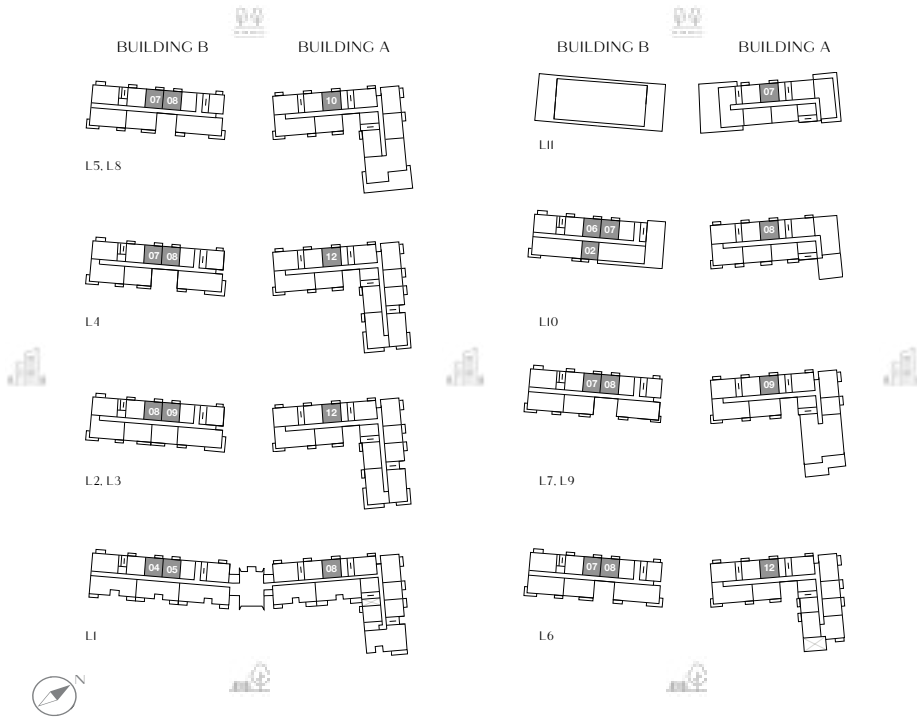 BUILDING B BUILDING A
07 08 10
L5, L8
07 08 12
L4
08 09 12
L2, L3
04 05 08
L1
N
BUILDING B BUILDING A
07
L11
06 07 08
02
L10
07 08 09
L7, L9
07 08 12
L6